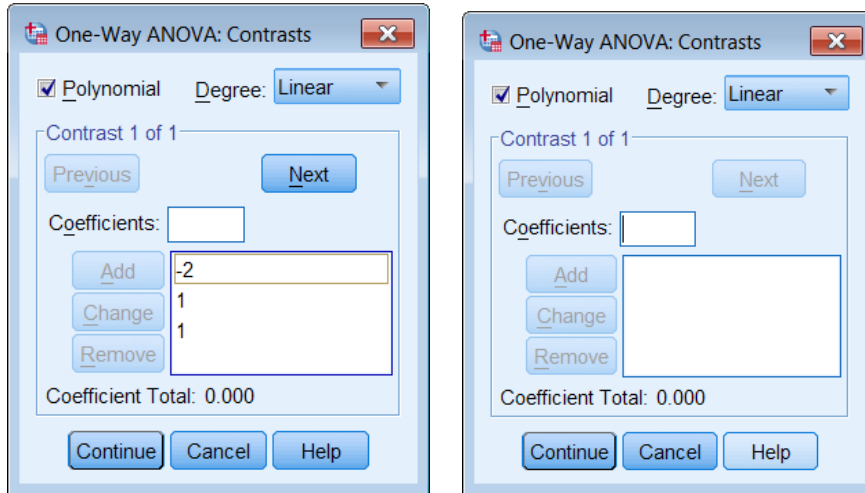 One-Way ANOVA: Contrasts
Polynomial Degree: Linear
Contrast 1 of 1
Previous Next
Coefficients:
Add
-2
Change
1
1
Remove
Coefficient Total: 0.000
Continue Cancel Help
One-Way ANOVA: Contrasts
Polynomial Degree: Linear
Contrast 1 of 1
Previous Next
Coefficients:
Add
Change
Remove
Coefficient Total: 0.000
Continue Cancel Help